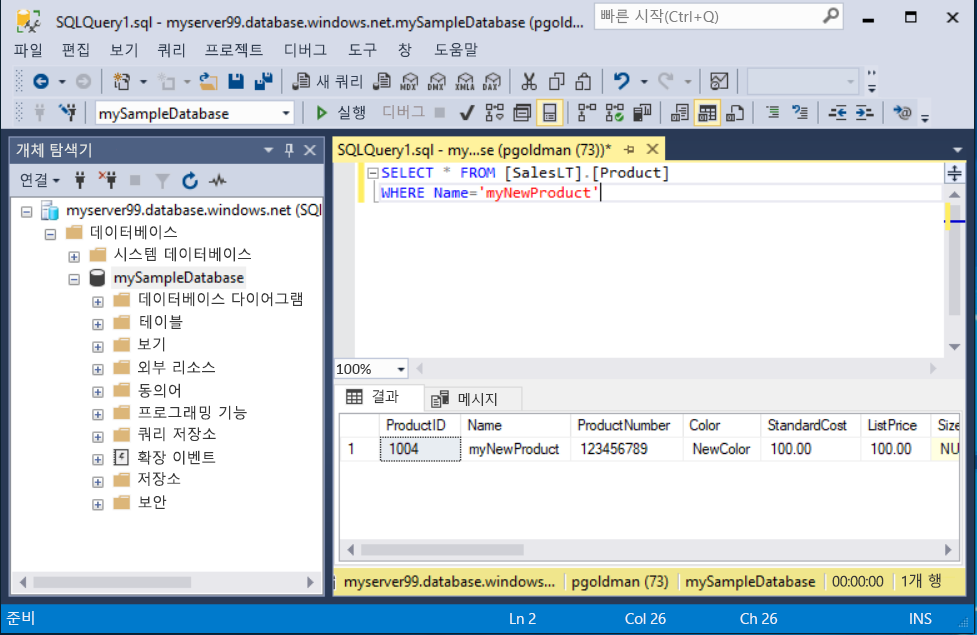 SQLQuery1.sql - myserver99.database.windows.net.mySampleDatabase (pgold...
빠른 시작(Ctrl+Q)
파일 편집 보기 쿼리 프로젝트 디버그 도구 창 도움말
새 쿼리 MDX DMX XMLA DAX
mySampleDatabase 실행 디버그
개체 탐색기
연결
myserver99.database.windows.net (SQl
데이터베이스
시스템 데이터베이스
mySampleDatabase
데이터베이스 다이어그램
테이블
보기
외부 리소스
동의어
프로그래밍 기능
쿼리 저장소
확장 이벤트
저장소
보안
SQLQuery1.sql - my...se (pgoldman (73))*
SELECT * FROM [SalesLT].[Product]
WHERE Name='myNewProduct'
100%
결과 메시지
ProductID Name ProductNumber Color StandardCost ListPrice Size
1 1004 myNewProduct 123456789 NewColor 100.00 100.00 NU
myserver99.database.windows... pgoldman (73) mySampleDatabase 00:00:00 1개 행
준비 Ln 2 Col 26 Ch 26 INS